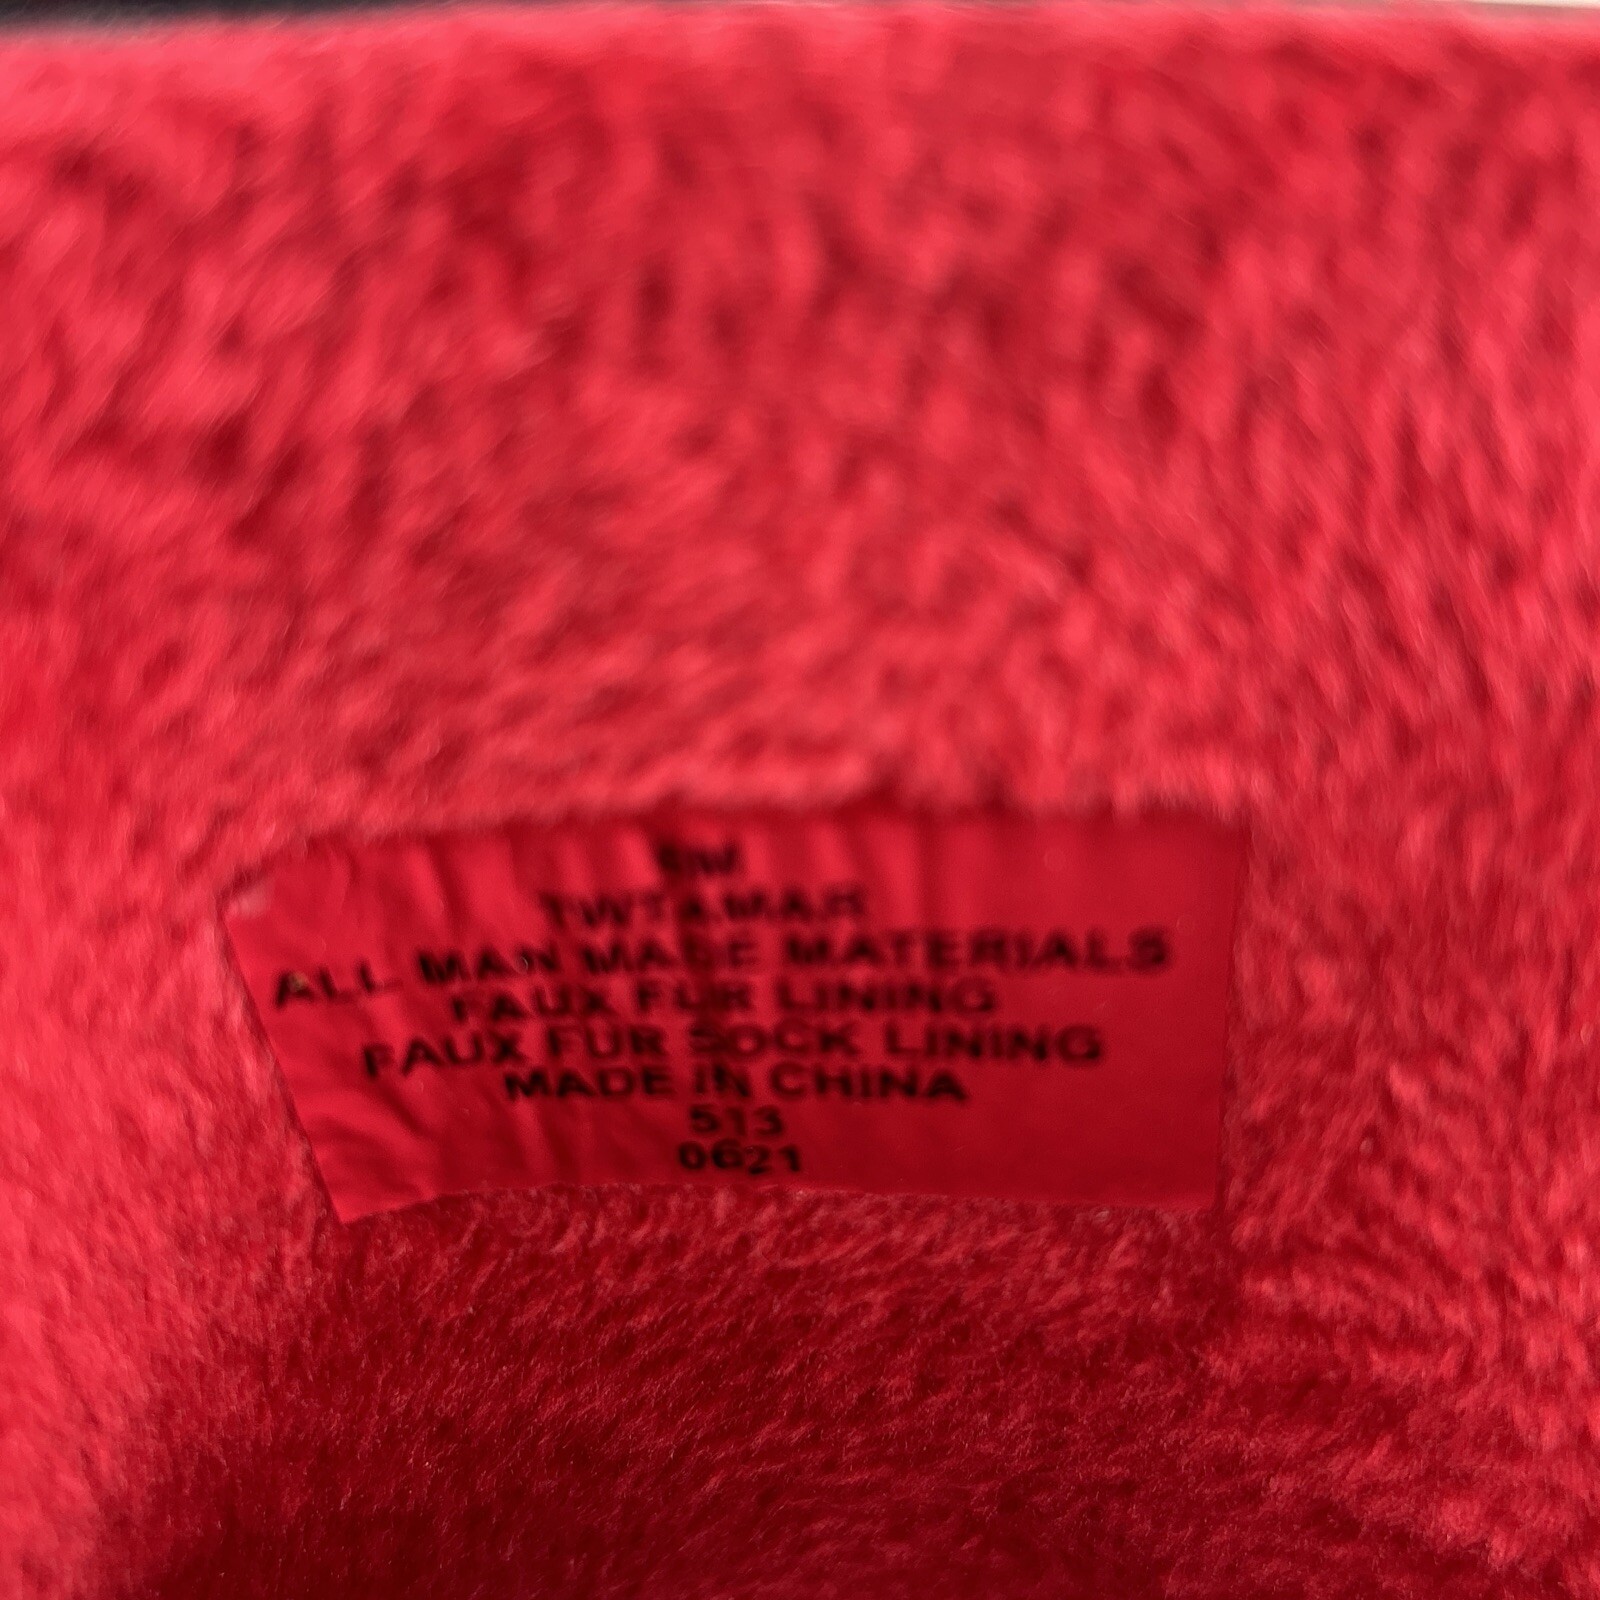 TWTAMAR
ALL MAN MADE MATERIALS
FAUX FUR LINING
FAUX FUR SOCK LINING
MADE IN CHINA
513
0621